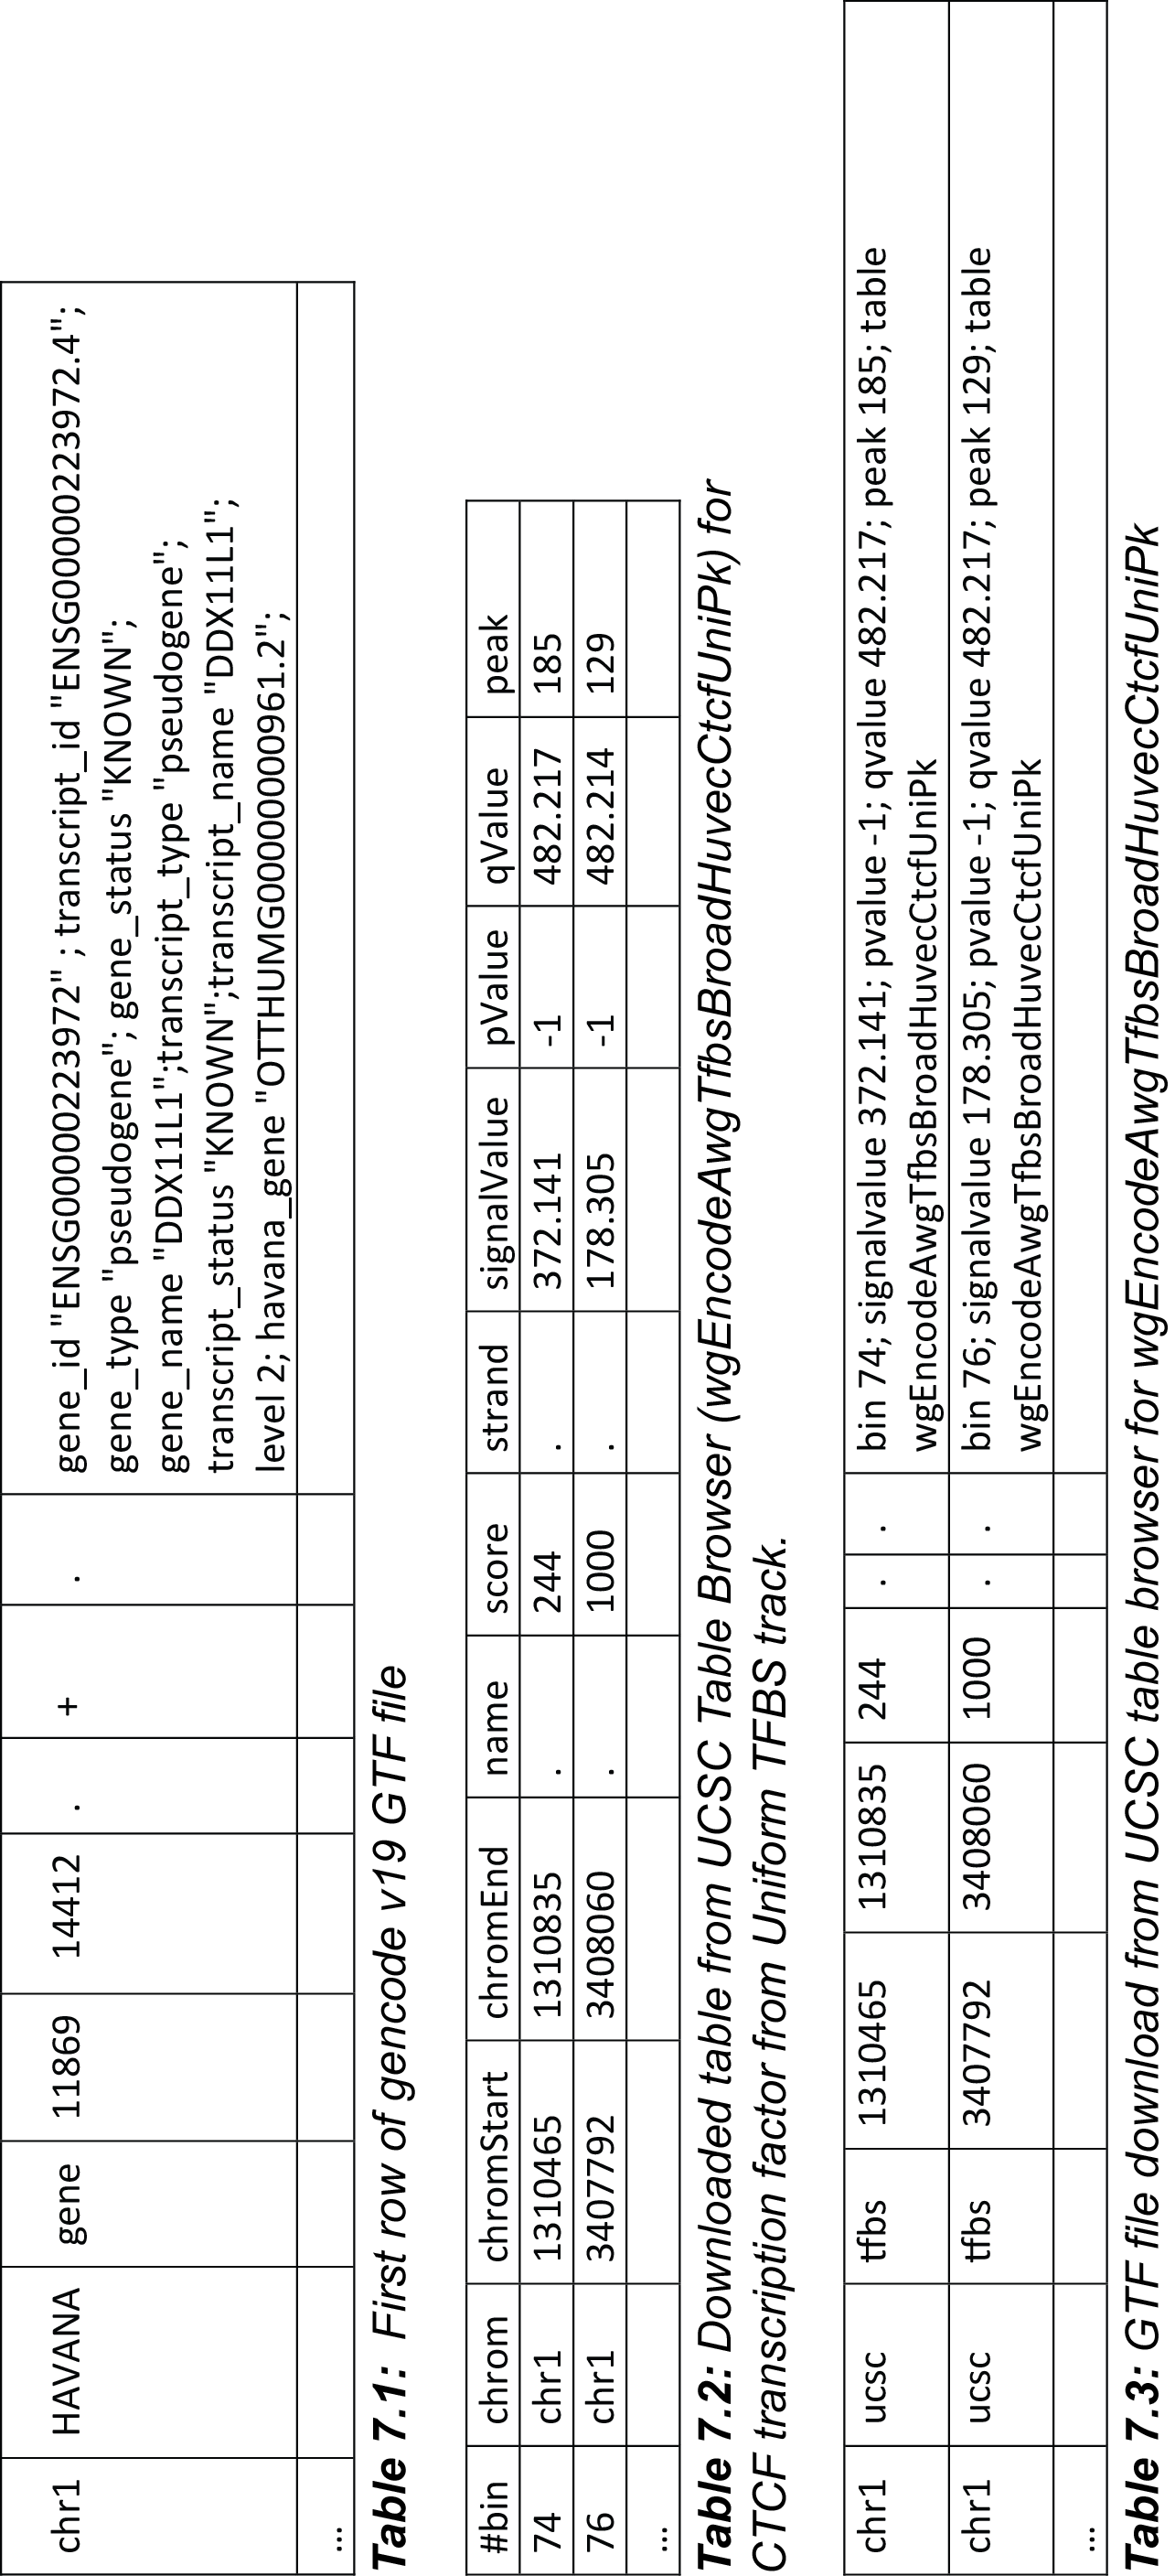 chr1 HAVANA gene 11869 14412 . + . gene_id "ENSG00000223972" ; transcript_id "ENSG00000223972.4";
gene_type "pseudogene"; gene_status "KNOWN";
gene_name "DDX11L1";transcript_type "pseudogene";
transcript_status "KNOWN";transcript_name "DDX11L1";
level 2; havana_gene "OTTHUMG00000000961.2";
...
Table 7.1: First row of gencode v19 GTF file
#bin chrom chromStart chromEnd name score strand signalValue pValue qValue peak
74 chr1 1310465 1310835 . 244 . 372.141 -1 482.217 185
76 chr1 3407792 3408060 . 1000 . 178.305 -1 482.214 129
...
Table 7.2: Downloaded table from UCSC Table Browser (wgEncodeAwgTfbsBroadHuvecCtcfUniPk) for
CTCF transcription factor from Uniform TFBS track.
chr1 ucsc tfbs 1310465 1310835 244 . . bin 74; signalvalue 372.141; pvalue -1; qvalue 482.217; peak 185; table
wgEncodeAwgTfbsBroadHuvecCtcfUniPk
chr1 ucsc tfbs 3407792 3408060 1000 . . bin 76; signalvalue 178.305; pvalue -1; qvalue 482.217; peak 129; table
wgEncodeAwgTfbsBroadHuvecCtcfUniPk
...
Table 7.3: GTF file download from UCSC table browser for wgEncodeAwgTfbsBroadHuvecCtcfUniPk